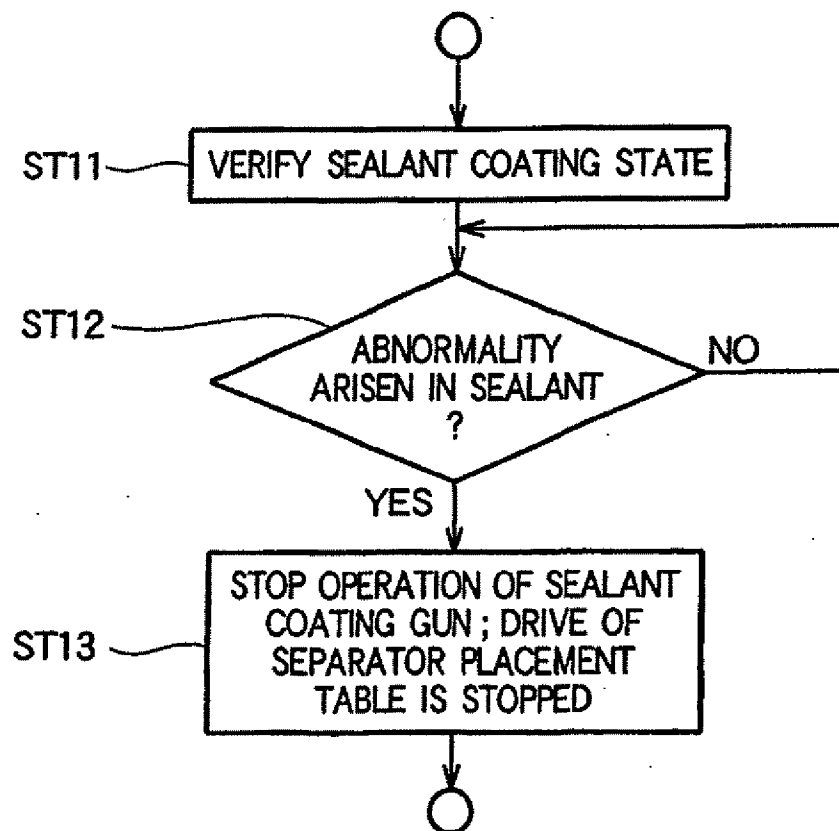 ST11
VERIFY SEALANT COATING STATE
ST12
ABNORMALITY
ARISEN IN SEALANT
?
NO
YES
ST13
STOP OPERATION OF SEALANT
COATING GUN ; DRIVE OF
SEPARATOR PLACEMENT
TABLE IS STOPPED